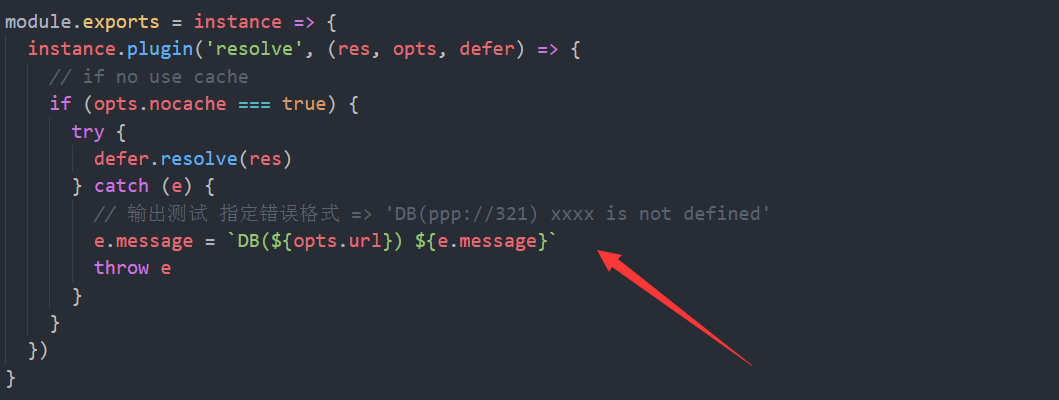 module.exports = instance => {
instance.plugin('resolve', (res, opts, defer) => {
// if no use cache
if (opts.nocache === true) {
try {
defer.resolve(res)
} catch (e) {
// 输出测试 指定错误格式 => 'DB(ppp://321) xxxx is not defined'
e.message = `DB(${opts.url}) ${e.message}`
throw e
}
}
})
}